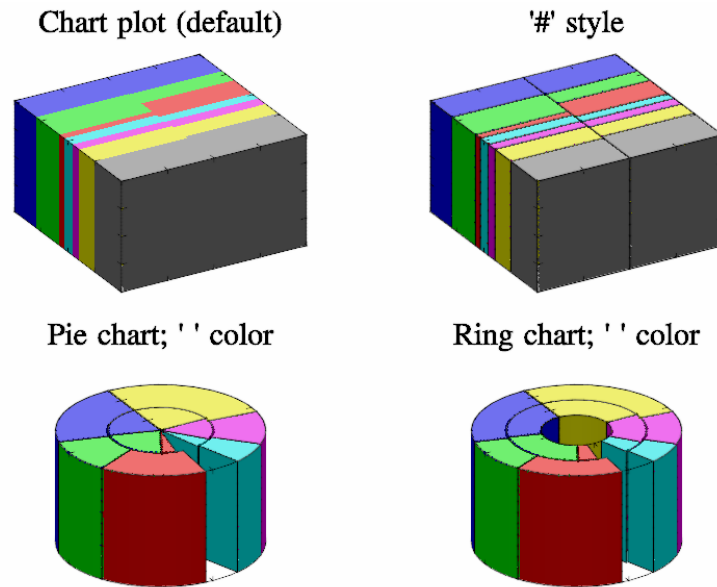 Chart plot (default)
'#' style
Pie chart; ' ' color
Ring chart; ' ' color